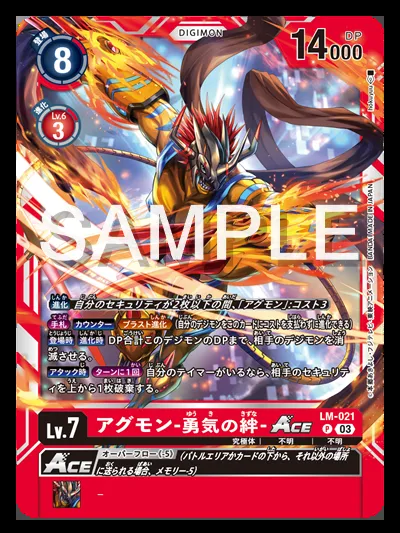 登場
8
DIGIMON
DP
14000
進化
Lv.6
3
SAMPLE
進化 自分のセキュリティが2枚以下の間、「アグモン」:コスト3
手札 カウンター ブラスト進化 (自分のデジモンをこのカードにコストを支払わずに進化できる)
登場時 進化時 DP合計このデジモンのDPまで、相手のデジモンを消
滅させる。
アタック時 ターンに1回 自分のテイマーがいるなら、相手のセキュリテ
ィを上から1枚破棄する。
Lv.7
アグモン-勇気の絆- ACE
LM-021
P 03
究極体 不明 不明
ACE オーバーフロー《-5》 (バトルエリアかカードの下から、それ以外の場所
に送られる場合、メモリー-5)
-
BANDAI MADE IN JAPAN